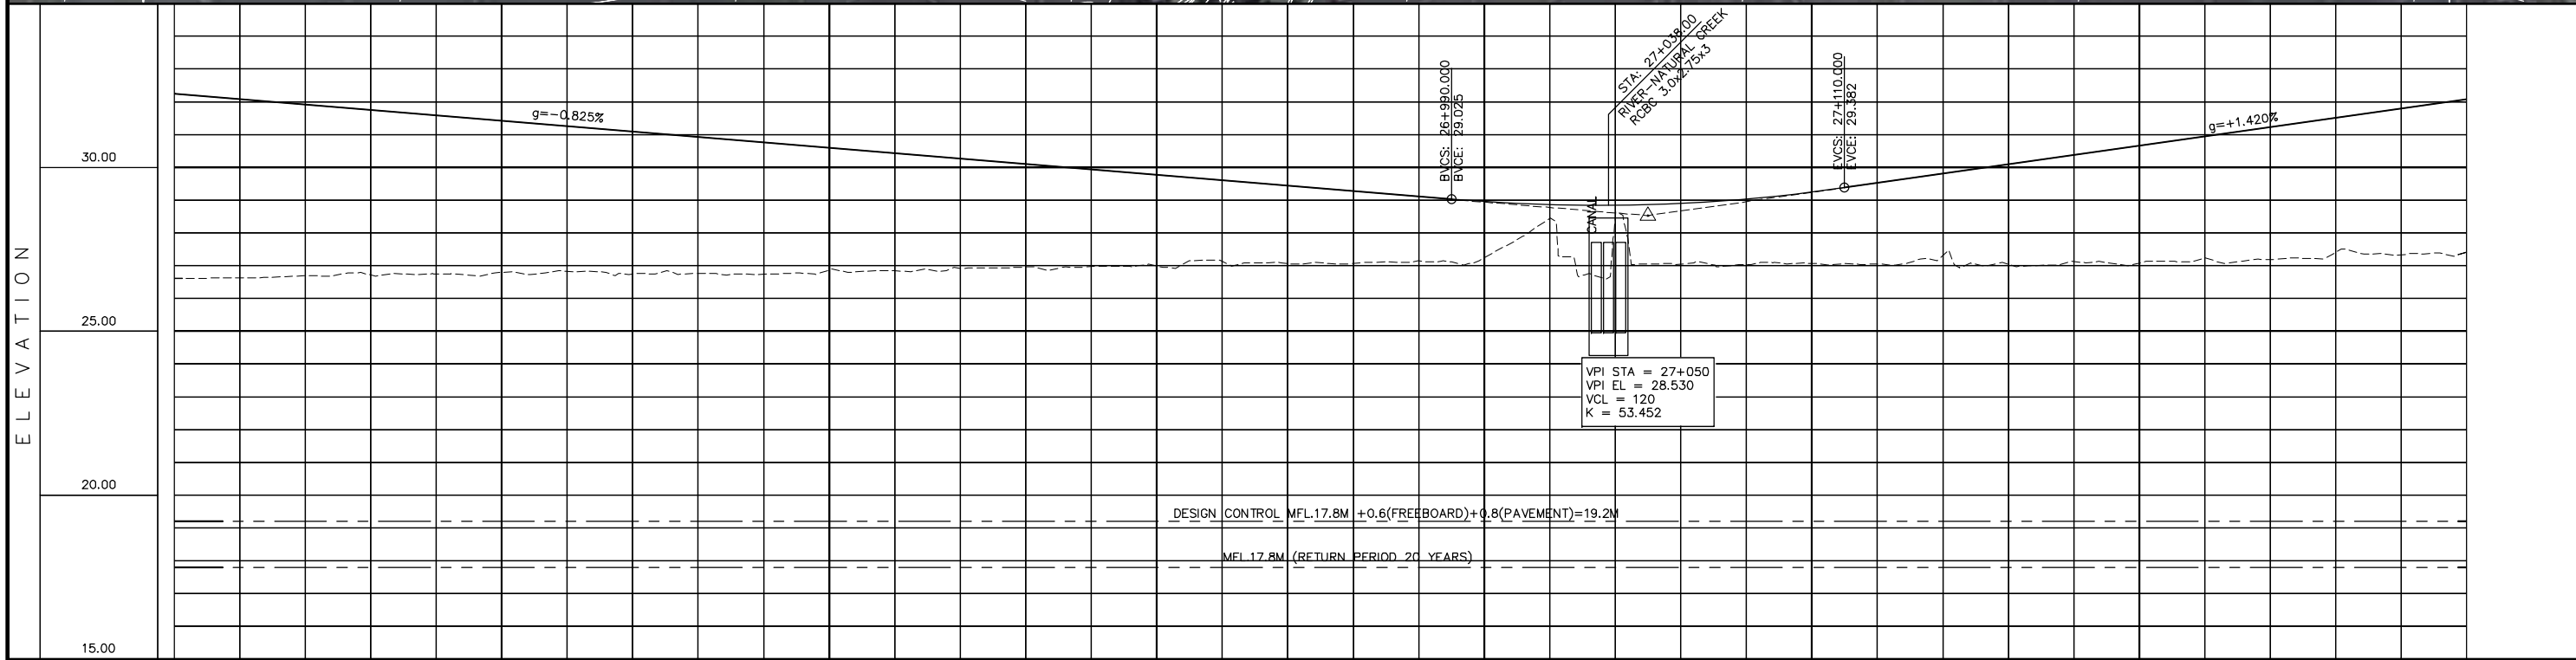 ELEVATION
30.00
25.00
20.00
15.00
g=-0.825%
BVCS: 26+990.000
BVCE: 29.025
STA: 27+038.00
RIVER-NATURAL CREEK
RCBC 3.0x2.75x3
CANAL
EVCS: 27+110.000
EVCE: 29.382
g=+1.420%
VPI STA = 27+050
VPI EL = 28.530
VCL = 120
K = 53.452
DESIGN CONTROL MFL.17.8M +0.6(FREEBOARD)+0.8(PAVEMENT)=19.2M
MFL.17.8M (RETURN PERIOD 20 YEARS)